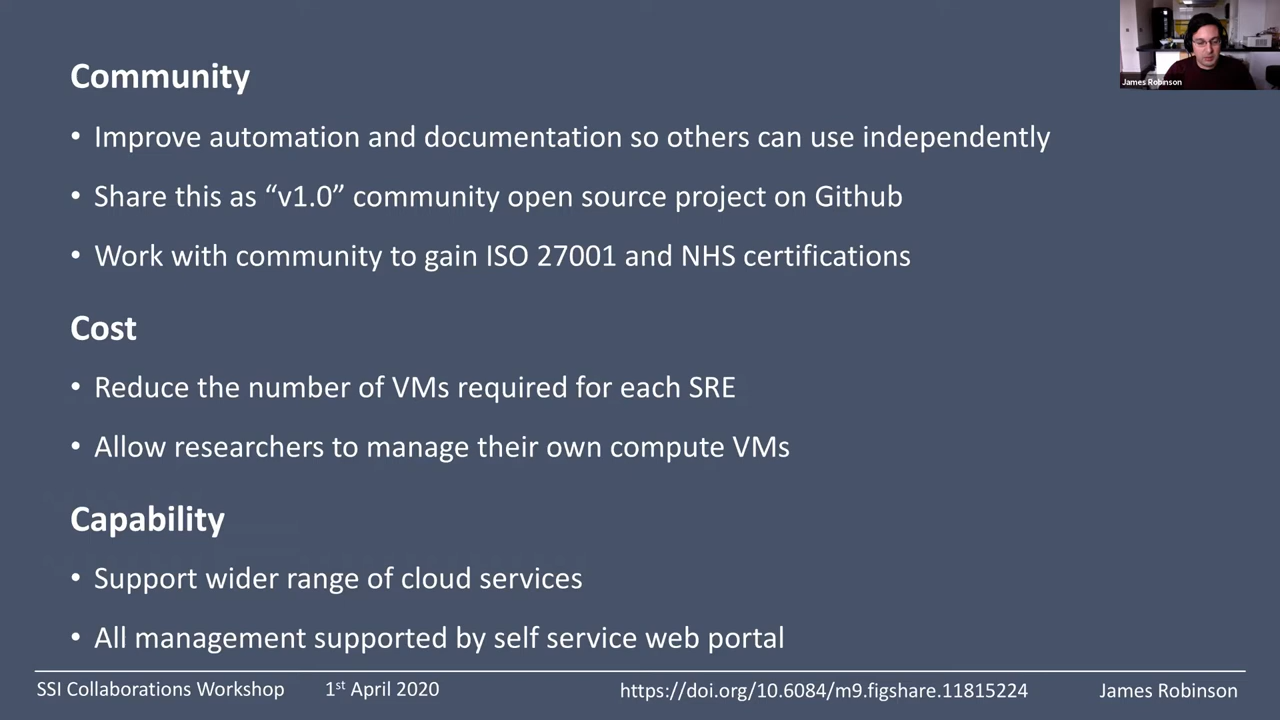 James Robinson
Community
• Improve automation and documentation so others can use independently
• Share this as “v1.0” community open source project on Github
• Work with community to gain ISO 27001 and NHS certifications
Cost
• Reduce the number of VMs required for each SRE
• Allow researchers to manage their own compute VMs
Capability
• Support wider range of cloud services
• All management supported by self service web portal
SSI Collaborations Workshop 1st April 2020 https://doi.org/10.6084/m9.figshare.11815224 James Robinson